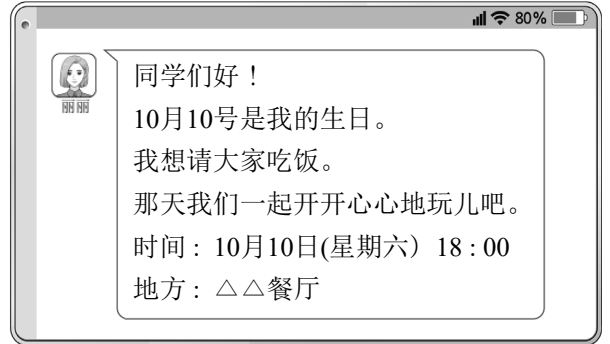 80%
丽丽
同学们好！
10月10号是我的生日。
我想请大家吃饭。
那天我们一起开开心心地玩儿吧。
时间：10月10日(星期六）18 : 00
地方：△△餐厅